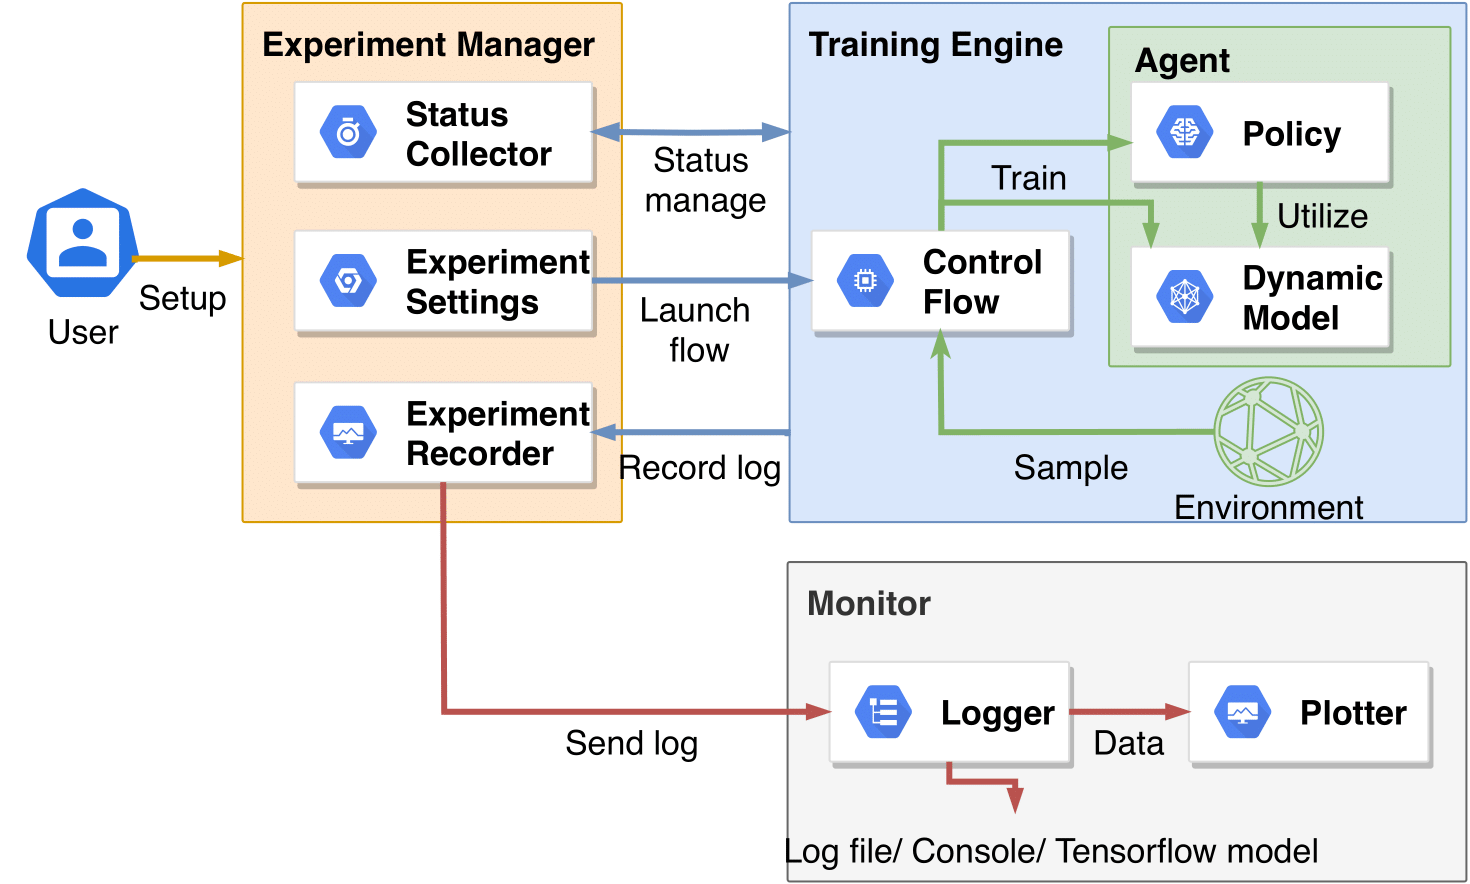 Experiment Manager
Status
Collector
Experiment
Settings
Experiment
Recorder
User
Setup
Status
manage
Launch
flow
Record log
Training Engine
Agent
Policy
Train
Utilize
Control
Flow
Dynamic
Model
Sample
Environment
Send log
Monitor
Logger
Data
Plotter
Log file/ Console/ Tensorflow model